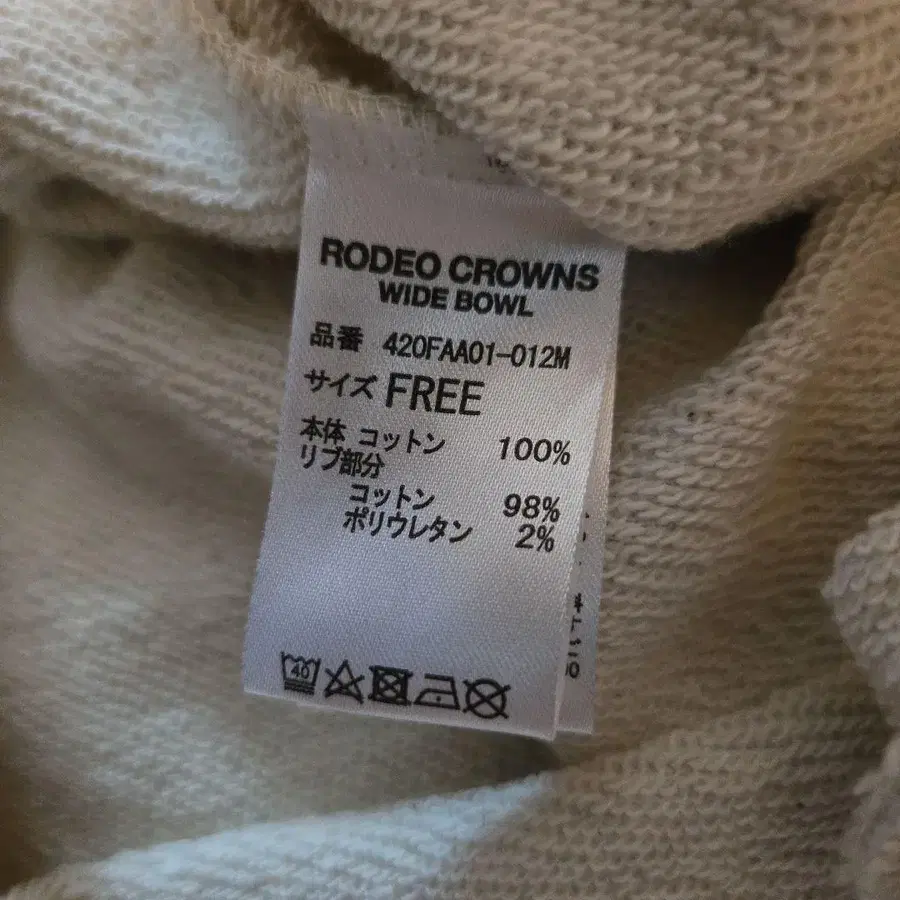 RODEO CROWNS
WIDE BOWL
品番 420FAA01-012M
サイズ FREE
本体 コットン 100%
リブ部分
コットン 98%
ポリウレタン 2%
40